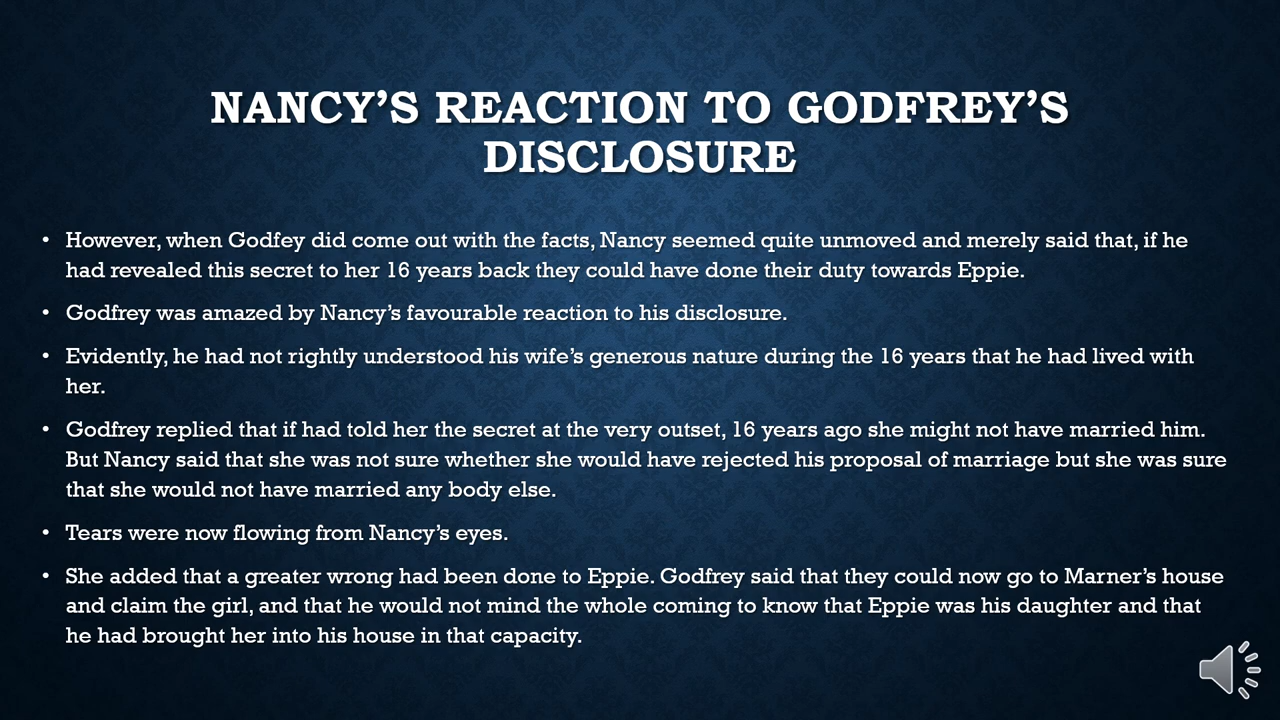 NANCY’S REACTION TO GODFREY’S
DISCLOSURE
• However, when Godfey did come out with the facts, Nancy seemed quite unmoved and merely said that, if he
had revealed this secret to her 16 years back they could have done their duty towards Eppie.
• Godfrey was amazed by Nancy’s favourable reaction to his disclosure.
• Evidently, he had not rightly understood his wife’s generous nature during the 16 years that he had lived with
her.
• Godfrey replied that if had told her the secret at the very outset, 16 years ago she might not have married him.
But Nancy said that she was not sure whether she would have rejected his proposal of marriage but she was sure
that she would not have married any body else.
• Tears were now flowing from Nancy’s eyes.
• She added that a greater wrong had been done to Eppie. Godfrey said that they could now go to Marner’s house
and claim the girl, and that he would not mind the whole coming to know that Eppie was his daughter and that
he had brought her into his house in that capacity.